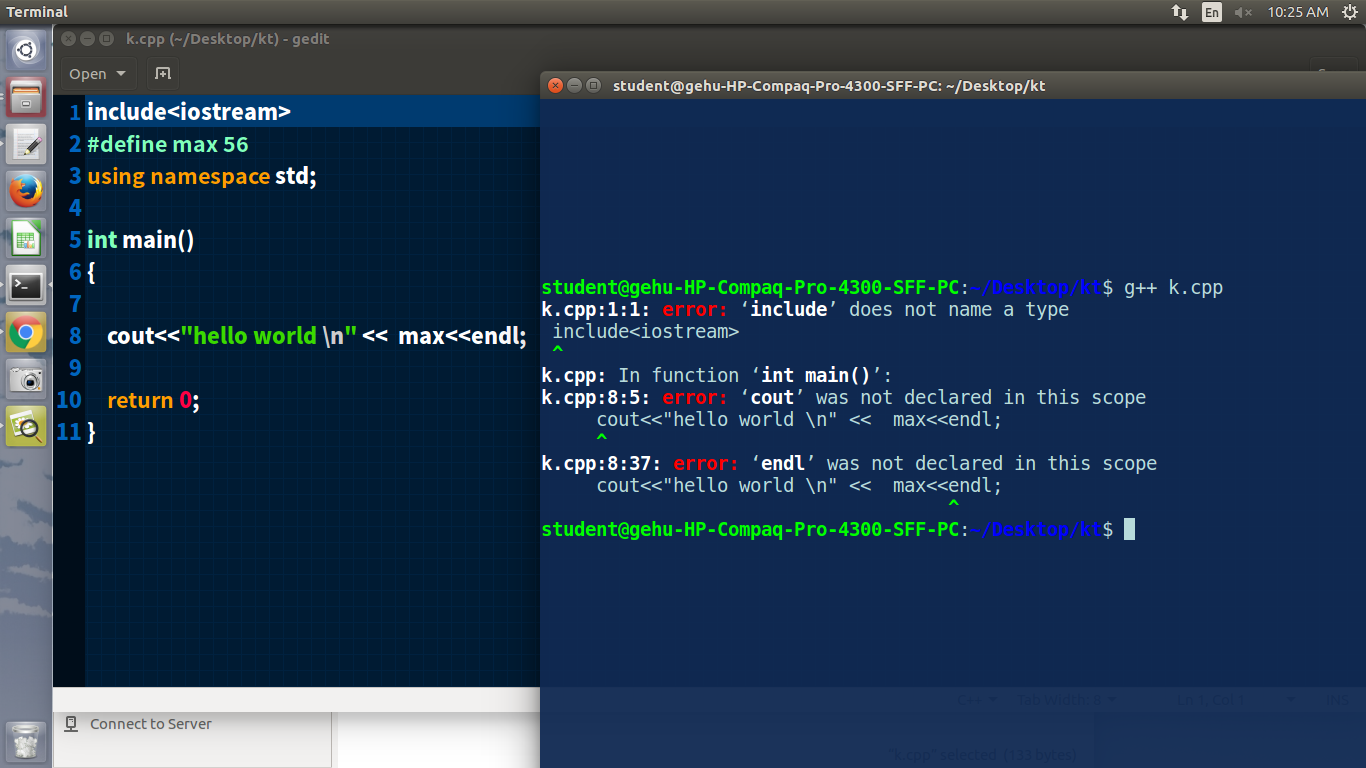 Terminal
En
10:25 AM
k.cpp (~/Desktop/kt) - gedit
Open
1 include<iostream>
2 #define max 56
3 using namespace std;
4
5 int main()
6 {
7
8 cout<<"hello world \n" << max<<endl;
9
10 return 0;
11 }
student@gehu-HP-Compaq-Pro-4300-SFF-PC: ~/Desktop/kt
student@gehu-HP-Compaq-Pro-4300-SFF-PC:~/Desktop/kt$ g++ k.cpp
k.cpp:1:1: error: ‘include’ does not name a type
include<iostream>
^
k.cpp: In function ‘int main()’:
k.cpp:8:5: error: ‘cout’ was not declared in this scope
cout<<"hello world \n" << max<<endl;
^
k.cpp:8:37: error: ‘endl’ was not declared in this scope
cout<<"hello world \n" << max<<endl;
^
student@gehu-HP-Compaq-Pro-4300-SFF-PC:~/Desktop/kt$
C++ Tab Width: 8 Ln 1, Col 1 INS
Connect to Server
"k.cpp" selected (133 bytes)